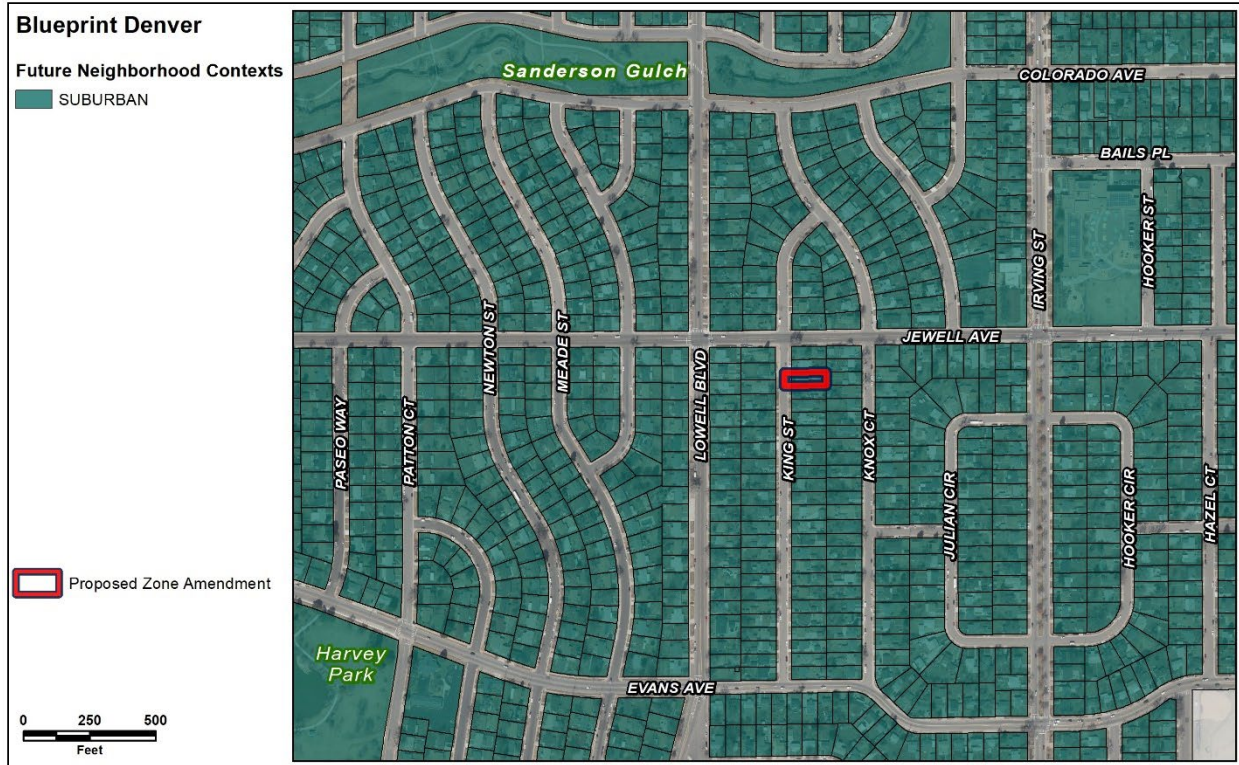 Blueprint Denver
Future Neighborhood Contexts
SUBURBAN
Proposed Zone Amendment
0 250 500
Feet
Sanderson Gulch
COLORADO AVE
BAILS PL
HOOKER ST
IRVING ST
NEWTON ST
MEADE ST
JEWELL AVE
LOWELL BLVD
PASEO WAY
PATTON CT
KING ST
KNOX CT
JULIAN CIR
HOOKER CIR
HAZEL CT
Harvey
Park
EVANS AVE